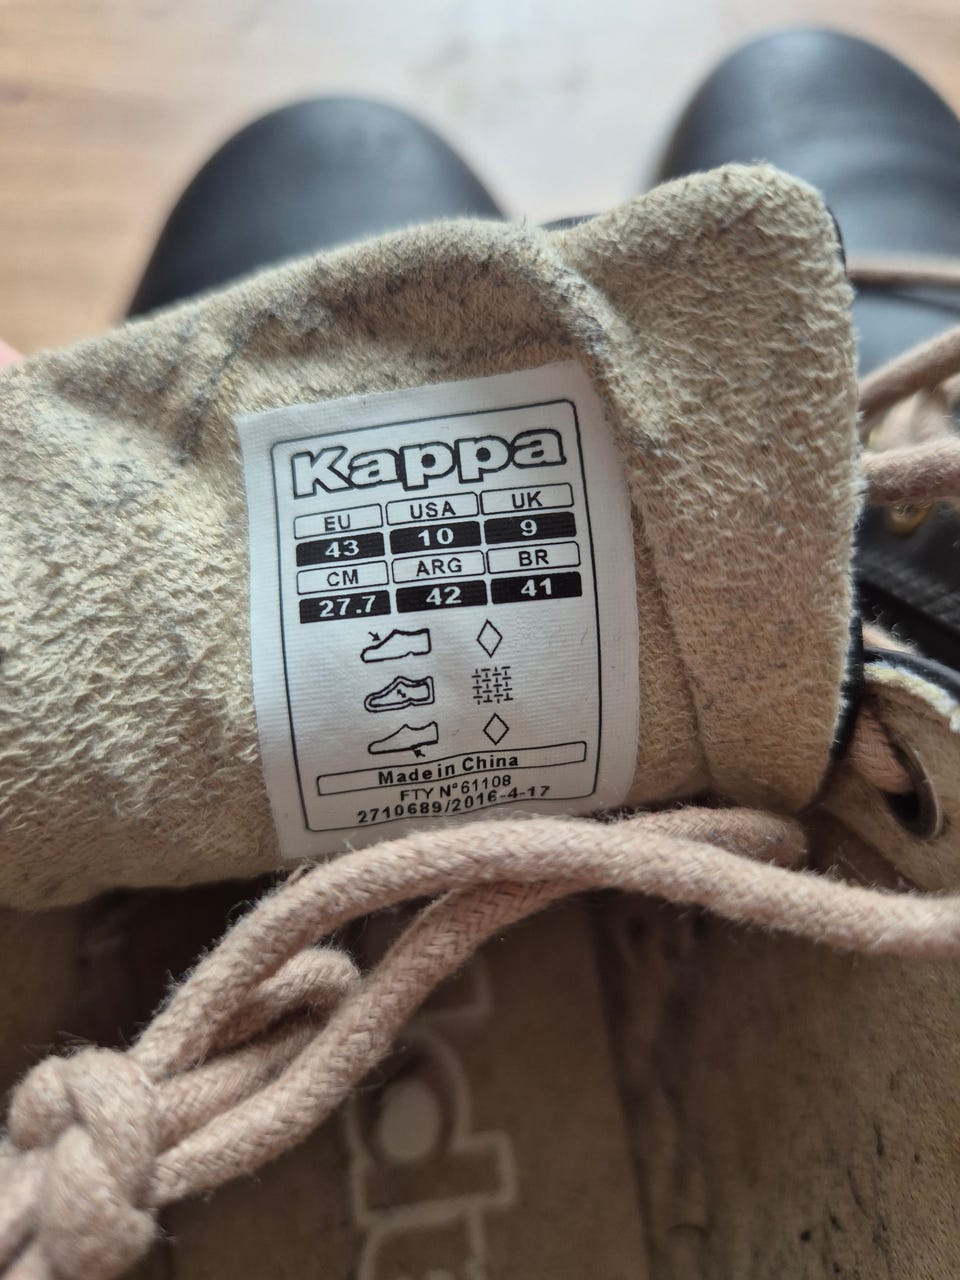 Kappa
EU USA UK
43 10 9
CM ARG BR
27.7 42 41
Made in China
FTY N°61108
2710689/2016-4-17